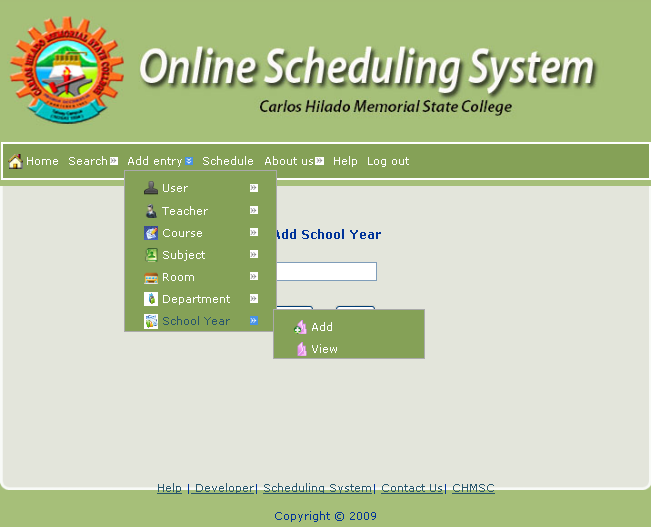 Online Scheduling System
Carlos Hilado Memorial State College
Home Search Add entry Schedule About us Help Log out
User
Teacher
Course
Subject
Room
Department
School Year
Add School Year
Add
View
Help | Developer| Scheduling System| Contact Us| CHMSC
Copyright © 2009